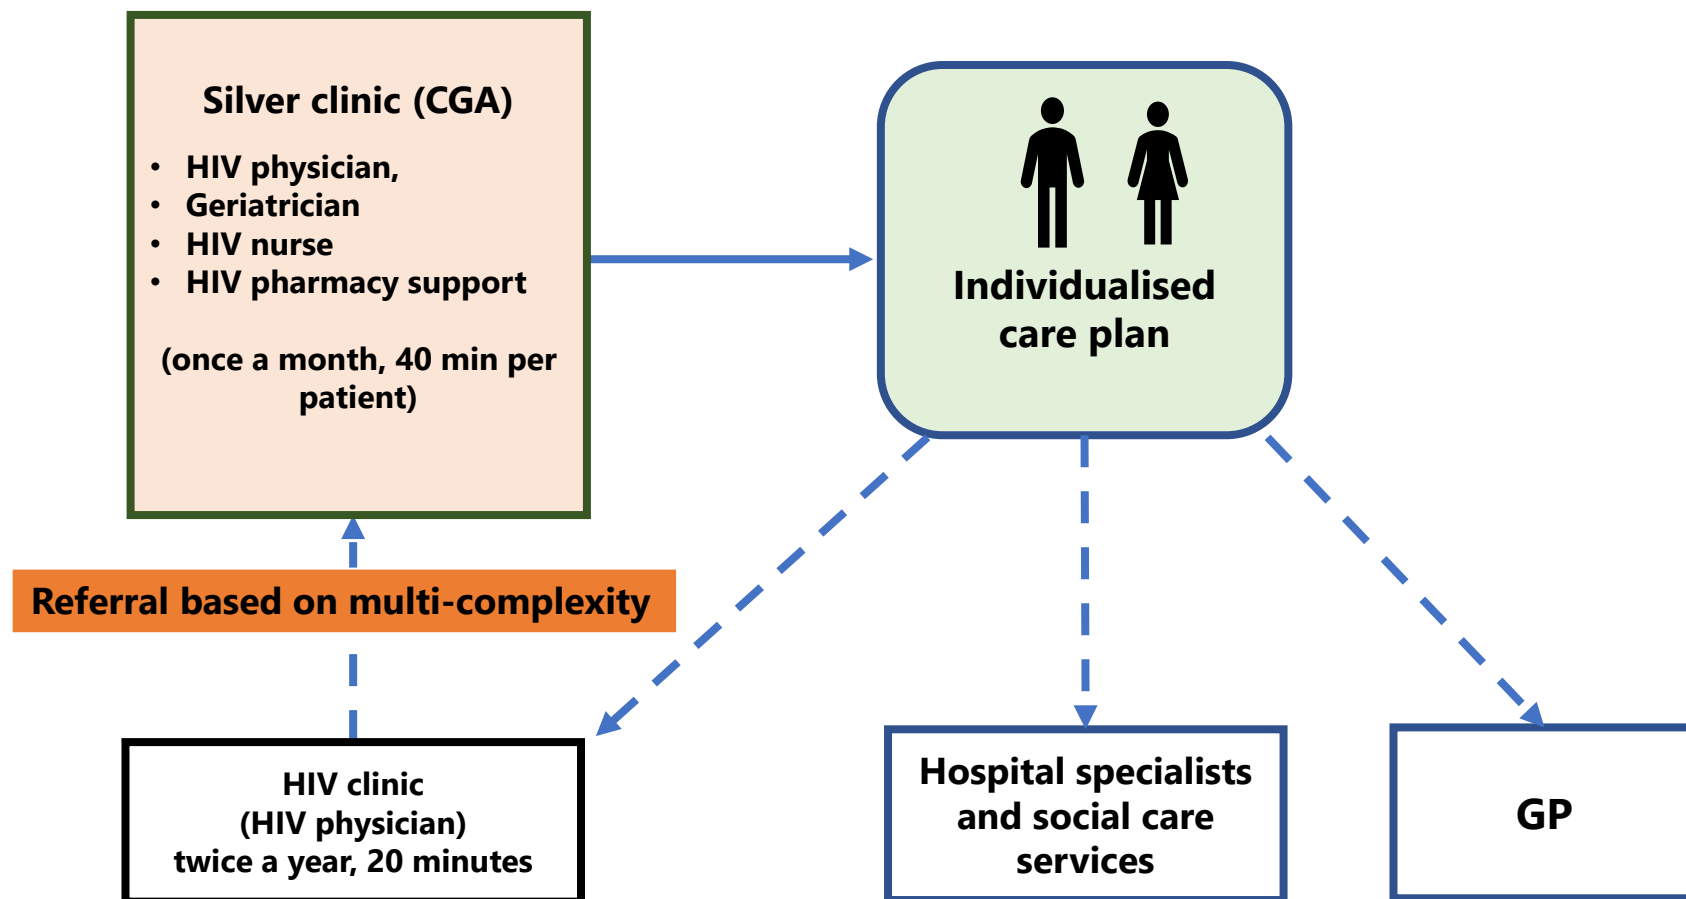 Silver clinic (CGA)
• HIV physician,
• Geriatrician
• HIV nurse
• HIV pharmacy support
(once a month, 40 min per
patient)
Individualised
care plan
Referral based on multi-complexity
HIV clinic
(HIV physician)
twice a year, 20 minutes
Hospital specialists
and social care
services
GP